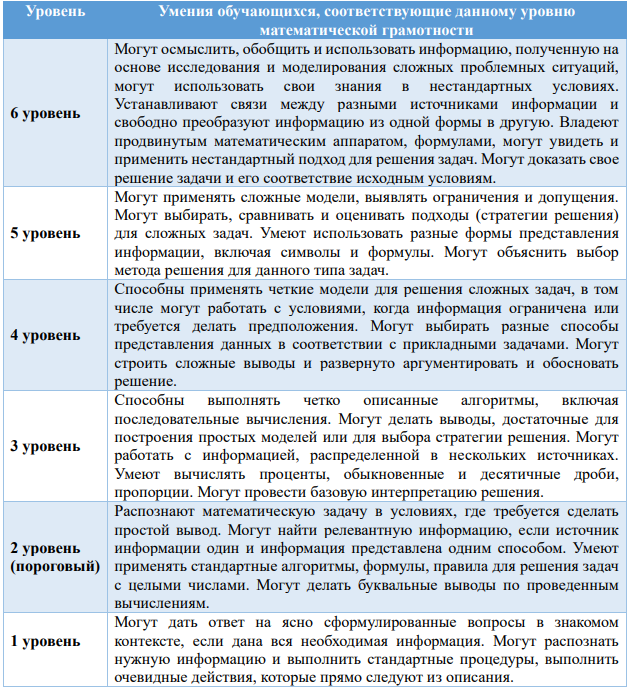 Уровень
Умения обучающихся, соответствующие данному уровню
математической грамотности
6 уровень
Могут осмыслить, обобщить и использовать информацию, полученную на
основе исследования и моделирования сложных проблемных ситуаций,
могут использовать свои знания в нестандартных условиях.
Устанавливают связи между разными источниками информации и
свободно преобразуют информацию из одной формы в другую. Владеют
продвинутым математическим аппаратом, формулами, могут увидеть и
применить нестандартный подход для решения задач. Могут доказать свое
решение задачи и его соответствие исходным условиям.
5 уровень
Могут применять сложные модели, выявлять ограничения и допущения.
Могут выбирать, сравнивать и оценивать подходы (стратегии решения)
для сложных задач. Умеют использовать разные формы представления
информации, включая символы и формулы. Могут объяснить выбор
метода решения для данного типа задач.
4 уровень
Способны применять четкие модели для решения сложных задач, в том
числе могут работать с условиями, когда информация ограничена или
требуется делать предположения. Могут выбирать разные способы
представления данных в соответствии с прикладными задачами. Могут
строить сложные выводы и развернуто аргументировать и обосновать
решение.
3 уровень
Способны выполнять четко описанные алгоритмы, включая
последовательные вычисления. Могут делать выводы, достаточные для
построения простых моделей или для выбора стратегии решения. Могут
работать с информацией, распределенной в нескольких источниках.
Умеют вычислять проценты, обыкновенные и десятичные дроби,
пропорции. Могут провести базовую интерпретацию решения.
2 уровень
(пороговый)
Распознают математическую задачу в условиях, где требуется сделать
простой вывод. Могут найти релевантную информацию, если источник
информации один и информация представлена одним способом. Умеют
применять стандартные алгоритмы, формулы, правила для решения задач
с целыми числами. Могут делать буквальные выводы по проведенным
вычислениям.
1 уровень
Могут дать ответ на ясно сформулированные вопросы в знакомом
контексте, если дана вся необходимая информация. Могут распознать
нужную информацию и выполнить стандартные процедуры, выполнить
очевидные действия, которые прямо следуют из описания.